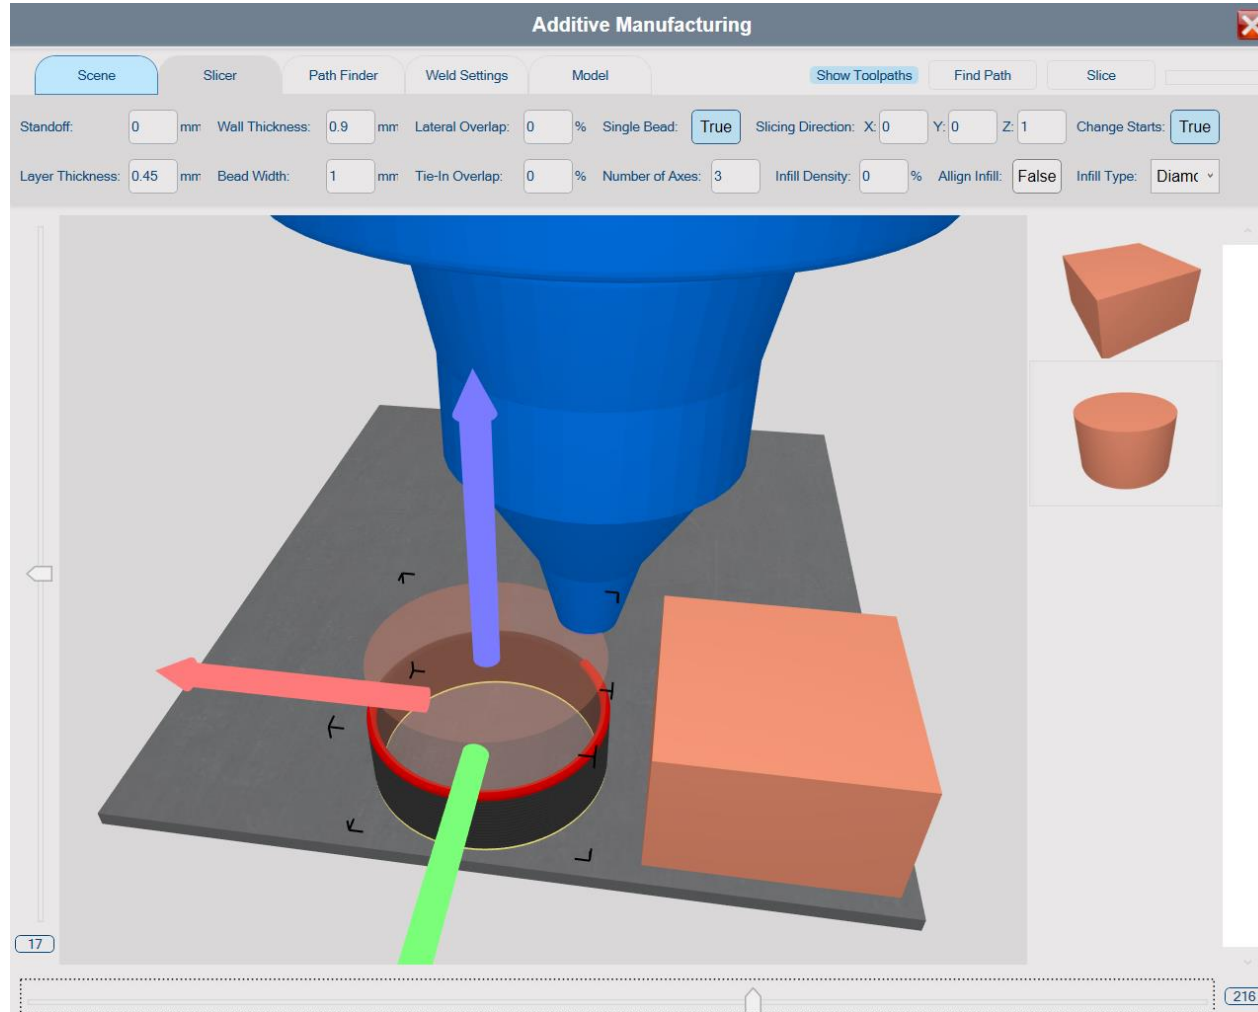 Additive Manufacturing
Scene Slicer Path Finder Weld Settings Model Show Toolpaths Find Path Slice
Standoff: 0 mm Wall Thickness: 0.9 mm Lateral Overlap: 0 % Single Bead: True Slicing Direction: X: 0 Y: 0 Z: 1 Change Starts: True
Layer Thickness: 0.45 mm Bead Width: 1 mm Tie-In Overlap: 0 % Number of Axes: 3 Infill Density: 0 % Allign Infill: False Infill Type: Diamc
17
216